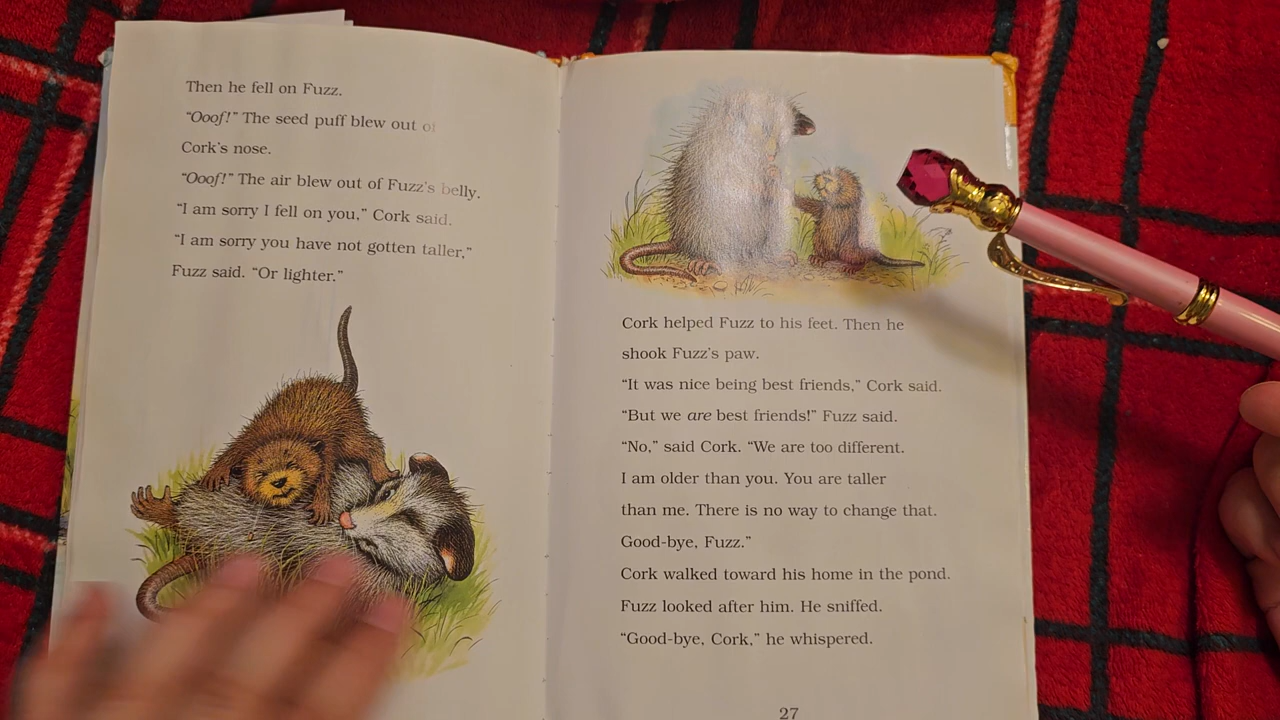 Then he fell on Fuzz.
“Ooof!” The seed puff blew out of
Cork’s nose.
“Ooof!” The air blew out of Fuzz’s belly.
“I am sorry I fell on you,” Cork said.
“I am sorry you have not gotten taller,”
Fuzz said. “Or lighter.”
Cork helped Fuzz to his feet. Then he
shook Fuzz’s paw.
“It was nice being best friends,” Cork said.
“But we are best friends!” Fuzz said.
“No,” said Cork. “We are too different.
I am older than you. You are taller
than me. There is no way to change that.
Good-bye, Fuzz.”
Cork walked toward his home in the pond.
Fuzz looked after him. He sniffed.
“Good-bye, Cork,” he whispered.
27